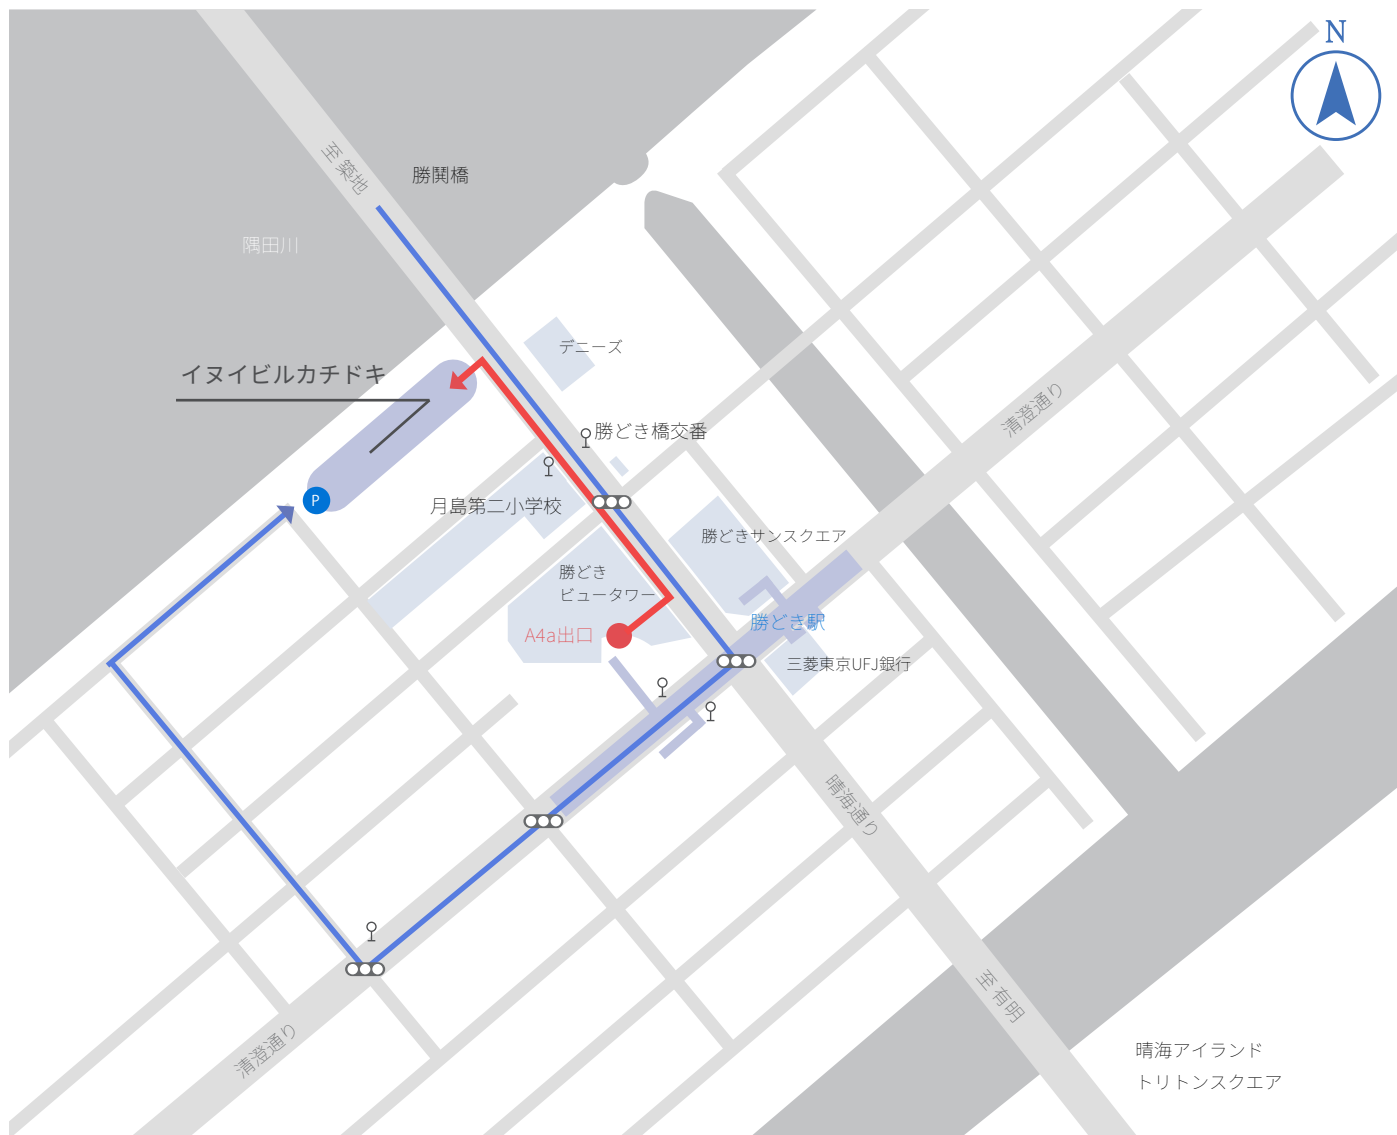 N
至 築地
勝鬨橋
隅田川
デニーズ
イヌイビルカチドキ
清澄通り
勝どき橋交番
P
月島第二小学校
勝どきサンスクエア
勝どき
ビュータワー
勝どき駅
A4a出口
三菱東京UFJ銀行
晴海通り
至 有明
清澄通り
晴海アイランド
トリトンスクエア